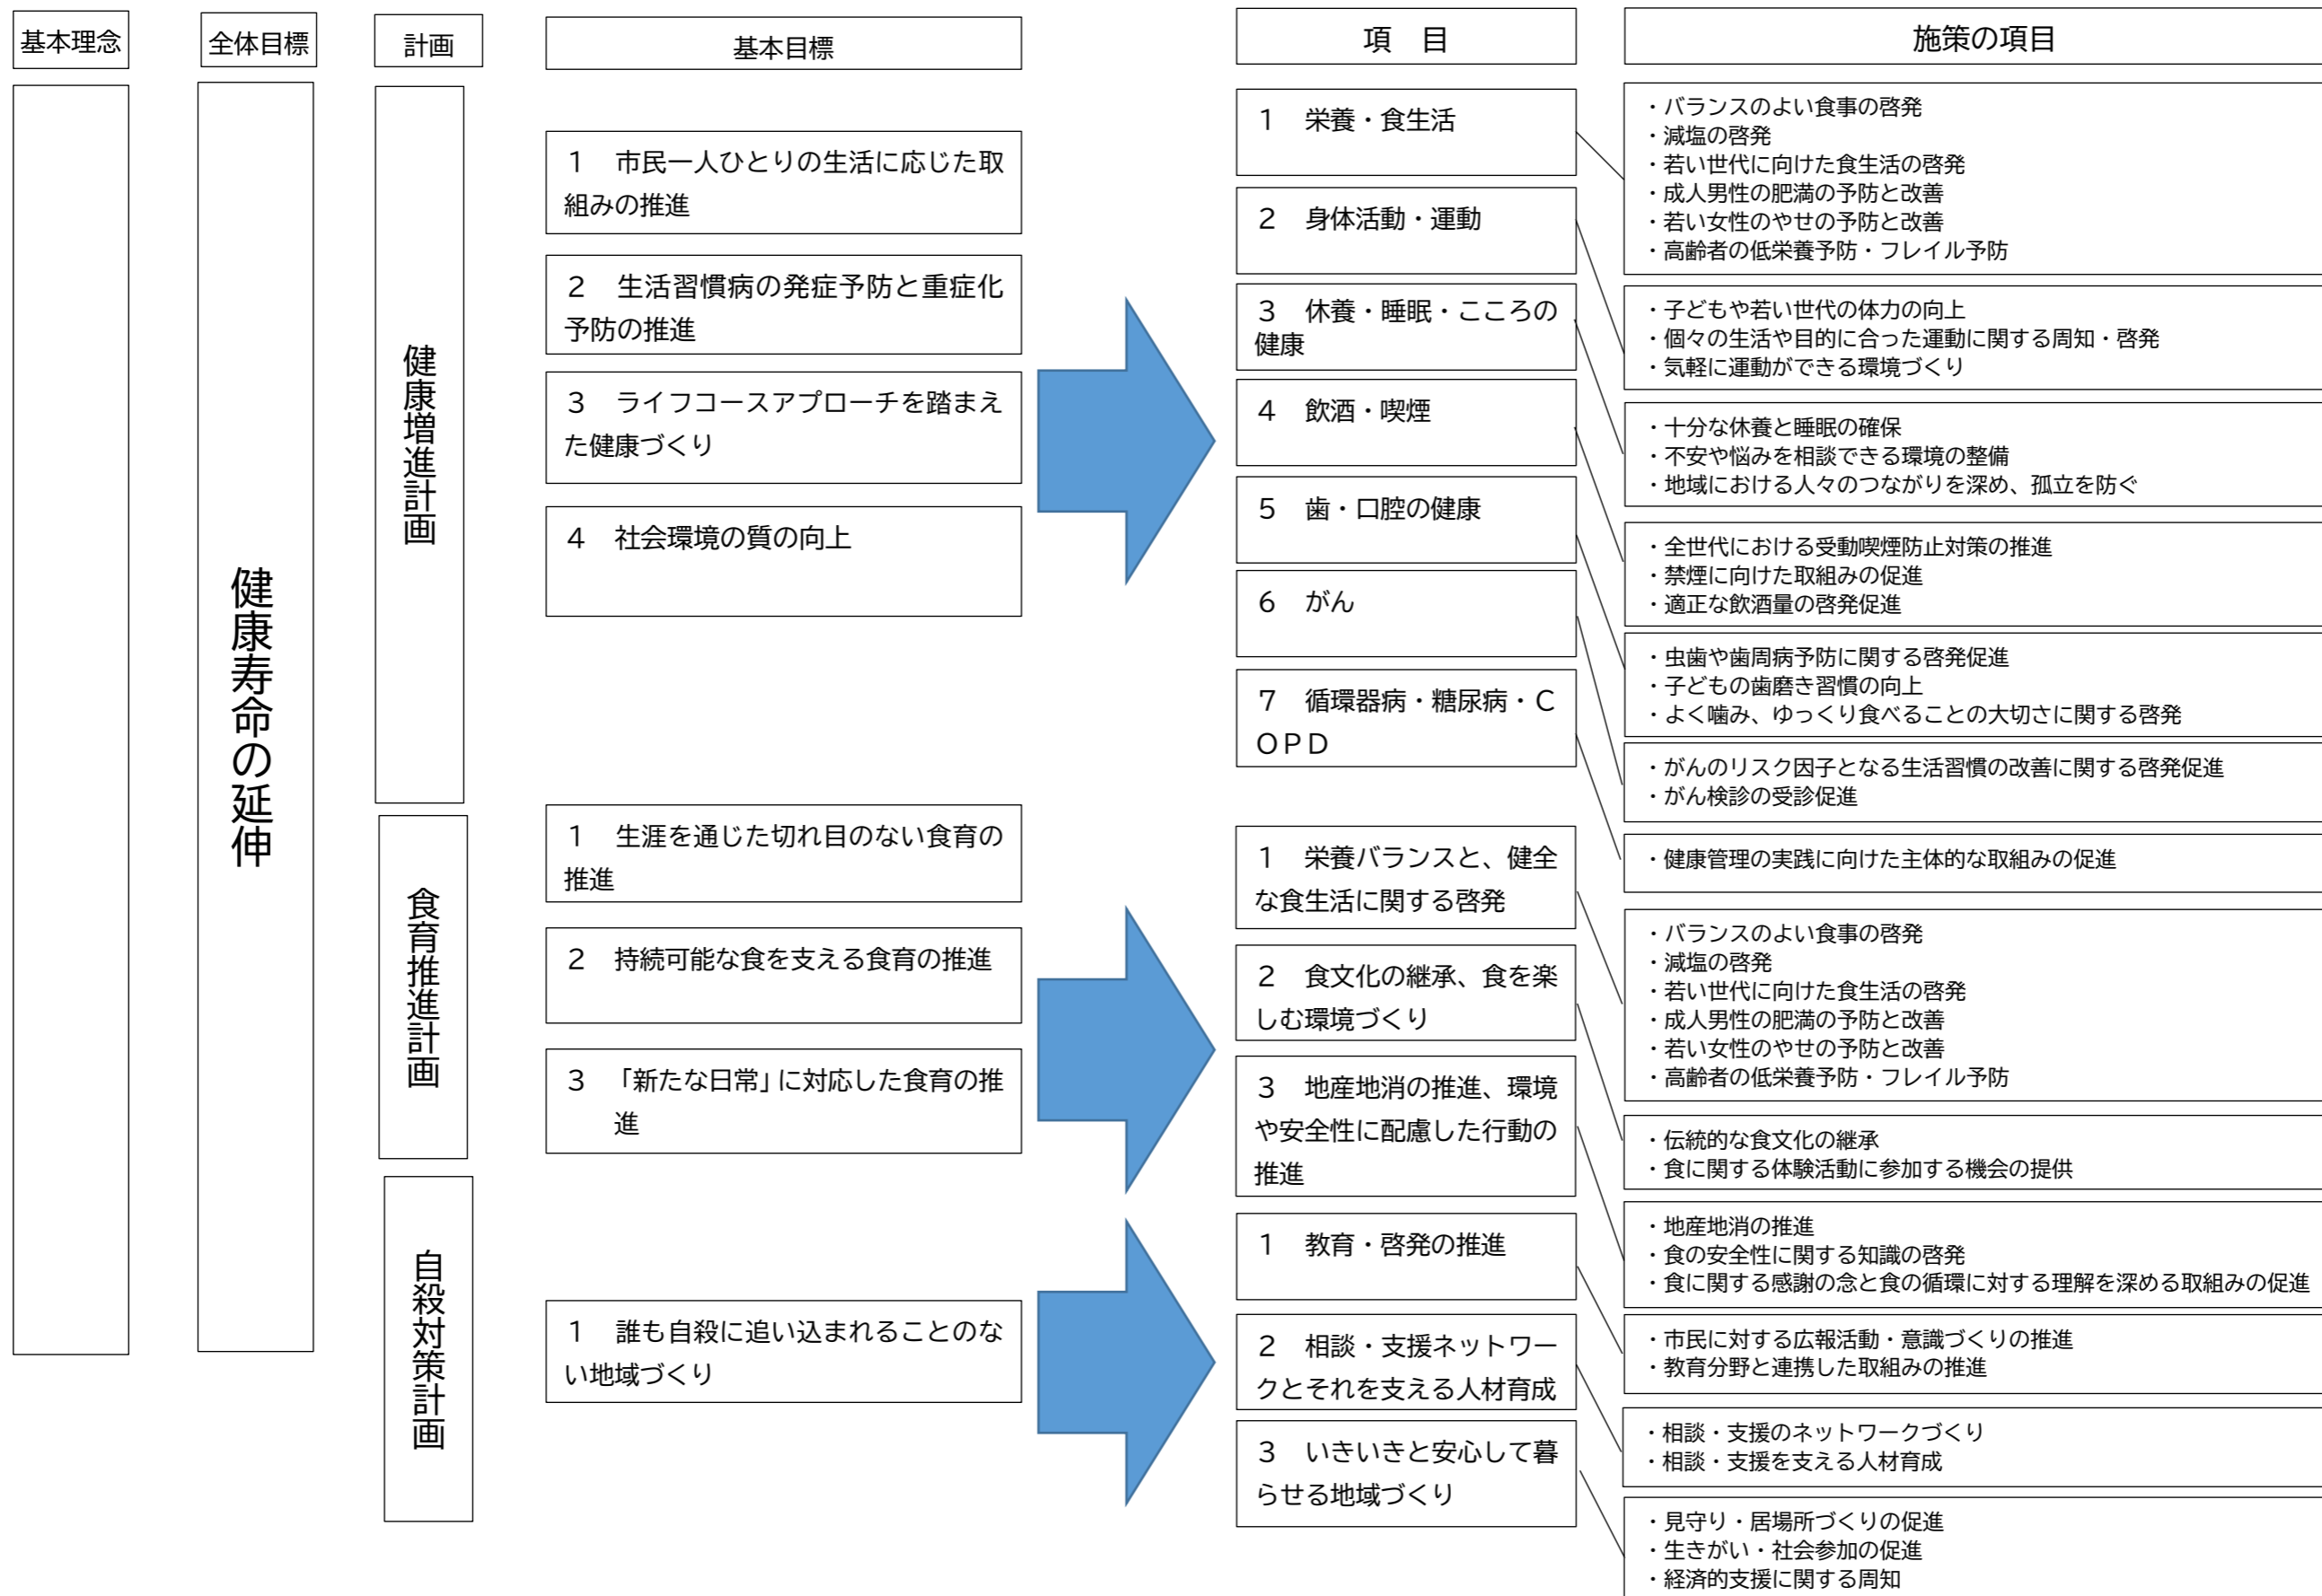 基本理念
全体目標
計画
基本目標
項　目
施策の項目
健康寿命の延伸
健康増進計画
1　市民一人ひとりの生活に応じた取
組みの推進
2　生活習慣病の発症予防と重症化
予防の推進
3　ライフコースアプローチを踏まえ
た健康づくり
4　社会環境の質の向上
1　栄養・食生活
2　身体活動・運動
3　休養・睡眠・こころの
健康
4　飲酒・喫煙
5　歯・口腔の健康
6　がん
7　循環器病・糖尿病・C
OPD
・バランスのよい食事の啓発
・減塩の啓発
・若い世代に向けた食生活の啓発
・成人男性の肥満の予防と改善
・若い女性のやせの予防と改善
・高齢者の低栄養予防・フレイル予防
・子どもや若い世代の体力の向上
・個々の生活や目的に合った運動に関する周知・啓発
・気軽に運動ができる環境づくり
・十分な休養と睡眠の確保
・不安や悩みを相談できる環境の整備
・地域における人々のつながりを深め、孤立を防ぐ
・全世代における受動喫煙防止対策の推進
・禁煙に向けた取組みの促進
・適正な飲酒量の啓発促進
・虫歯や歯周病予防に関する啓発促進
・子どもの歯磨き習慣の向上
・よく噛み、ゆっくり食べることの大切さに関する啓発
・がんのリスク因子となる生活習慣の改善に関する啓発促進
・がん検診の受診促進
・健康管理の実践に向けた主体的な取組みの促進
食育推進計画
1　生涯を通じた切れ目のない食育の
推進
2　持続可能な食を支える食育の推進
3　「新たな日常」に対応した食育の推
進
1　栄養バランスと、健全
な食生活に関する啓発
2　食文化の継承、食を楽
しむ環境づくり
3　地産地消の推進、環境
や安全性に配慮した行動の
推進
・バランスのよい食事の啓発
・減塩の啓発
・若い世代に向けた食生活の啓発
・成人男性の肥満の予防と改善
・若い女性のやせの予防と改善
・高齢者の低栄養予防・フレイル予防
・伝統的な食文化の継承
・食に関する体験活動に参加する機会の提供
・地産地消の推進
・食の安全性に関する知識の啓発
・食に関する感謝の念と食の循環に対する理解を深める取組みの促進
自殺対策計画
1　誰も自殺に追い込まれることのな
い地域づくり
1　教育・啓発の推進
2　相談・支援ネットワー
クとそれを支える人材育成
3　いきいきと安心して暮
らせる地域づくり
・市民に対する広報活動・意識づくりの推進
・教育分野と連携した取組みの推進
・相談・支援のネットワークづくり
・相談・支援を支える人材育成
・見守り・居場所づくりの促進
・生きがい・社会参加の促進
・経済的支援に関する周知